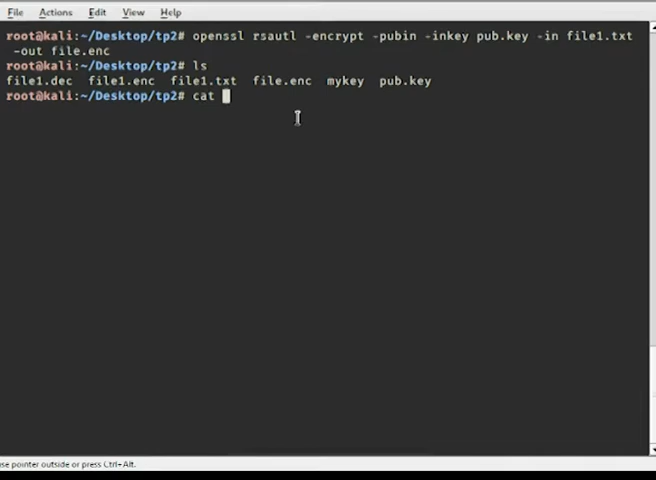 File Actions Edit View Help
root@kali:~/Desktop/tp2# openssl rsautl -encrypt -pubin -inkey pub.key -in file1.txt
-out file.enc
root@kali:~/Desktop/tp2# ls
file1.dec file1.enc file1.txt file.enc mykey pub.key
root@kali:~/Desktop/tp2# cat
pointer outside or press Ctrl+Alt.